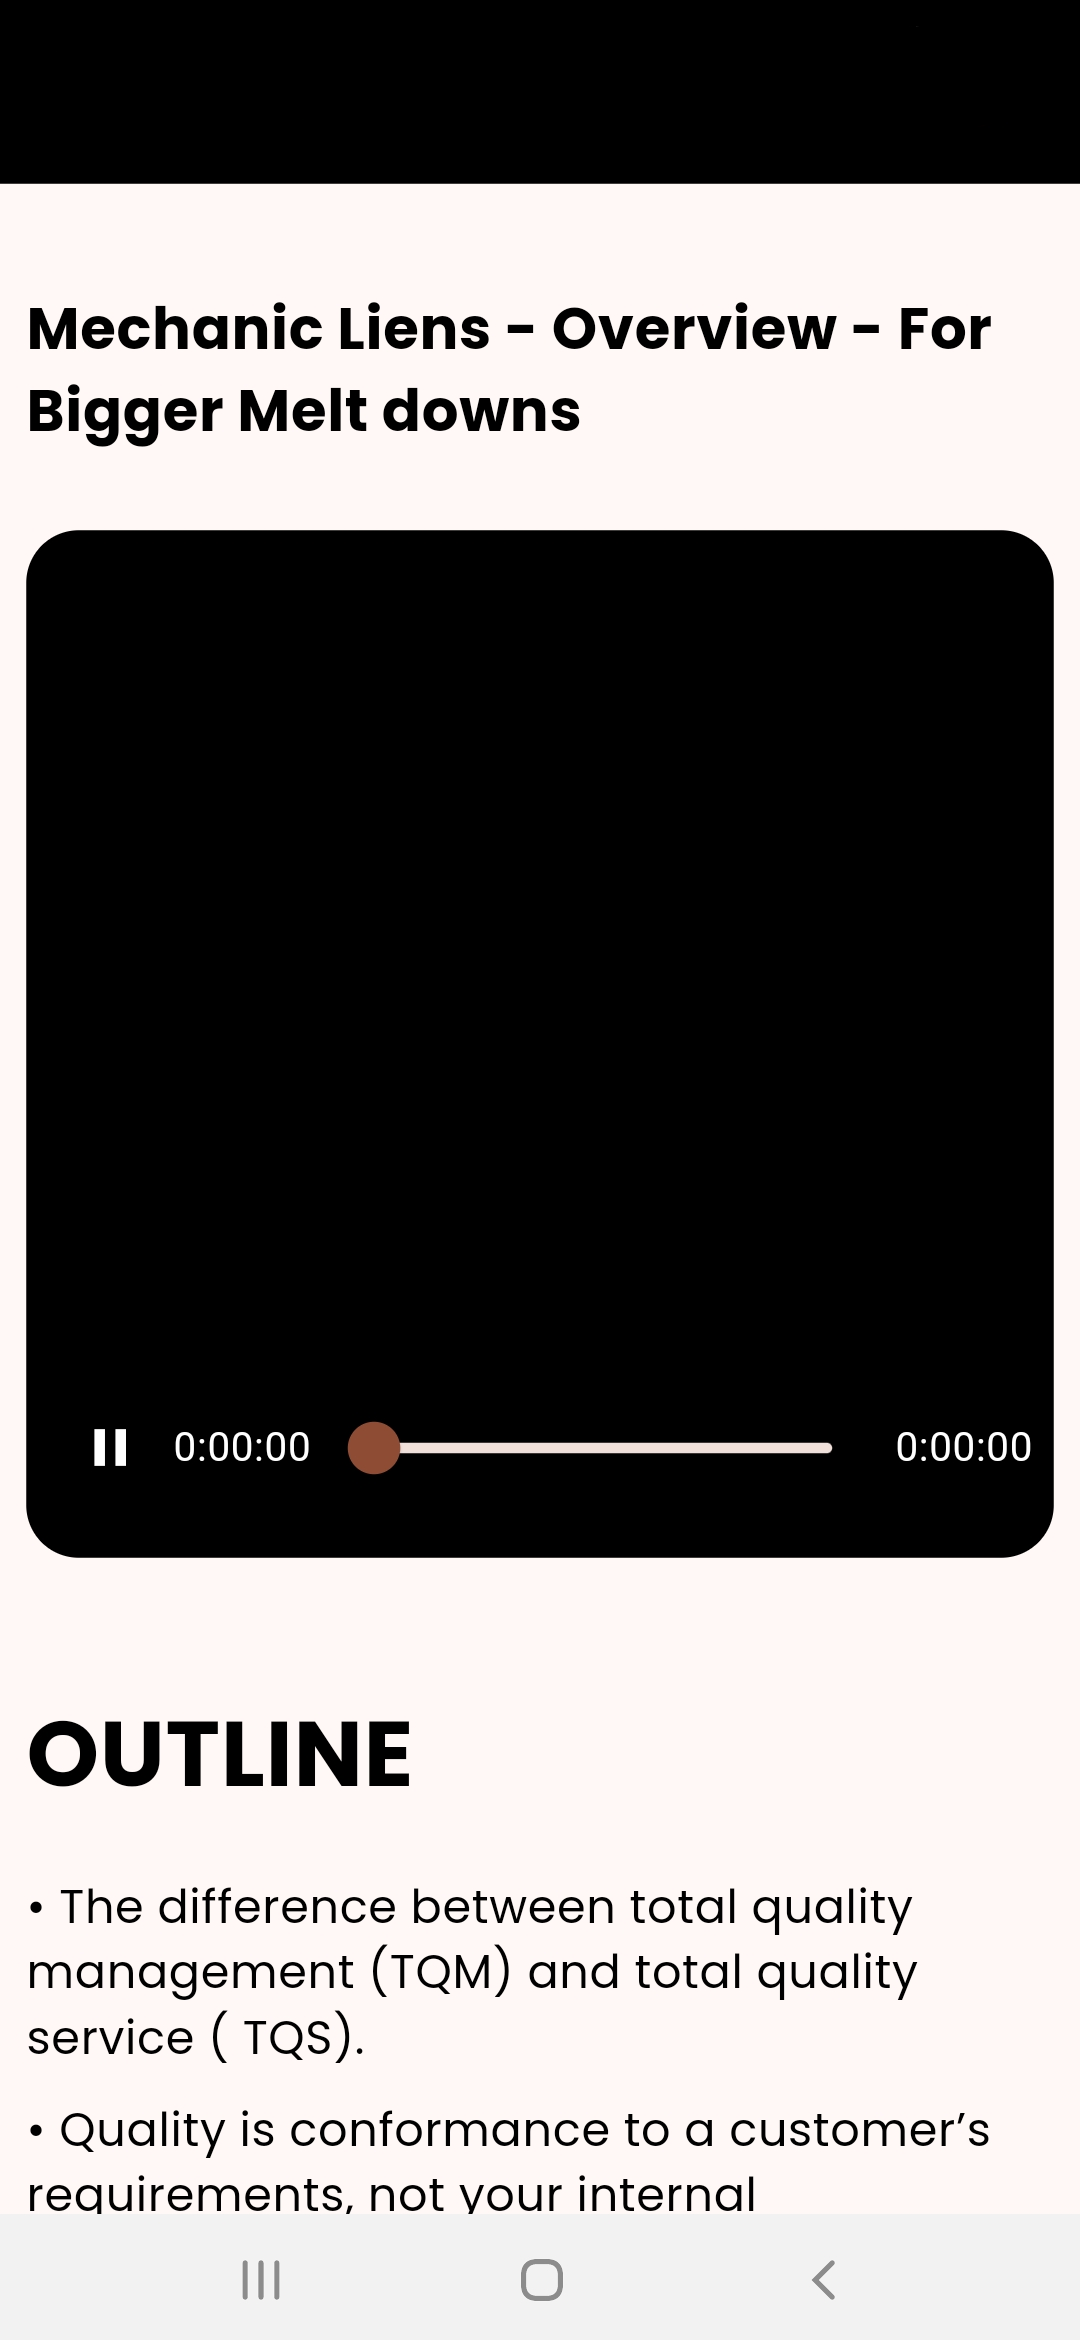 Mechanic Liens - Overview - For
Bigger Melt downs
0:00:00
0:00:00
OUTLINE
• The difference between total quality
management (TQM) and total quality
service ( TQS).
• Quality is conformance to a customer’s
requirements, not your internal